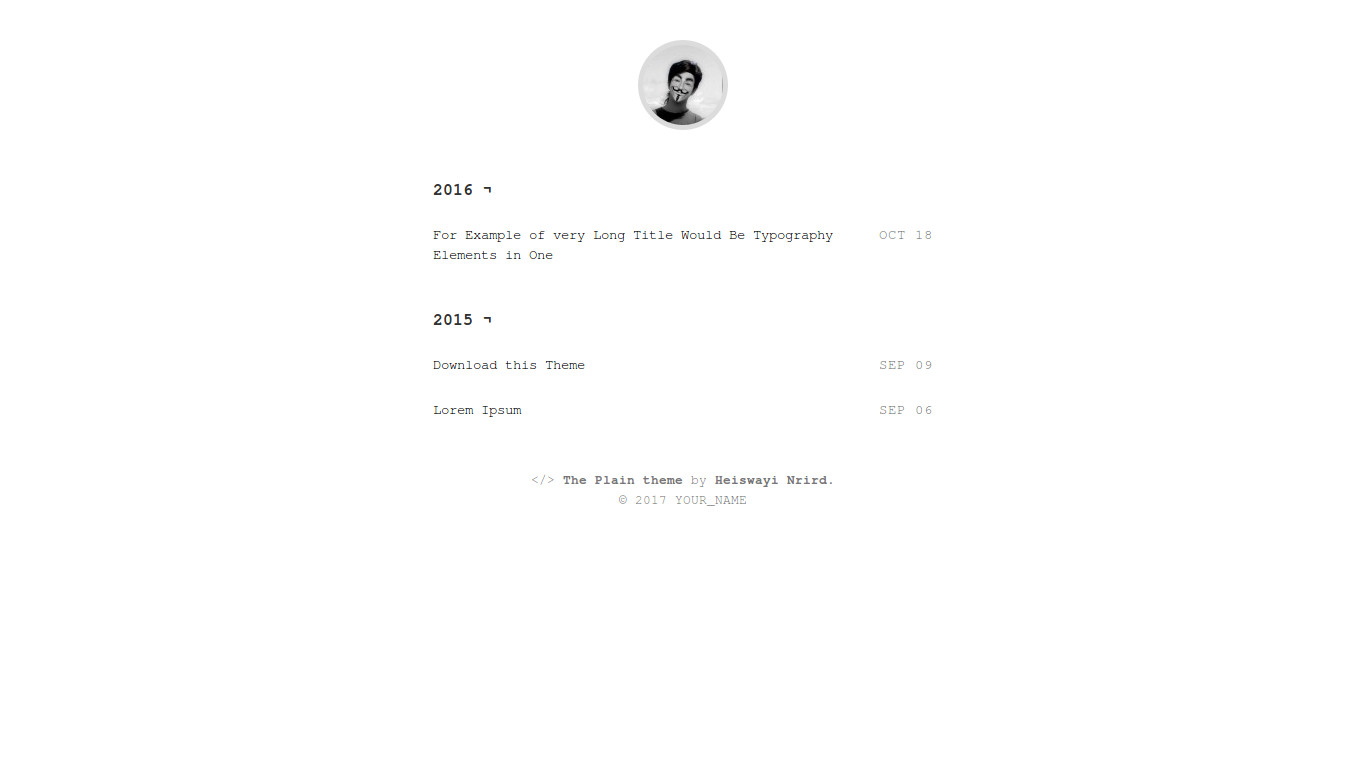 2016 ¬
For Example of very Long Title Would Be Typography OCT 18
Elements in One
2015 ¬
Download this Theme SEP 09
Lorem Ipsum SEP 06
</> The Plain theme by Heiswayi Nrird.
© 2017 YOUR_NAME